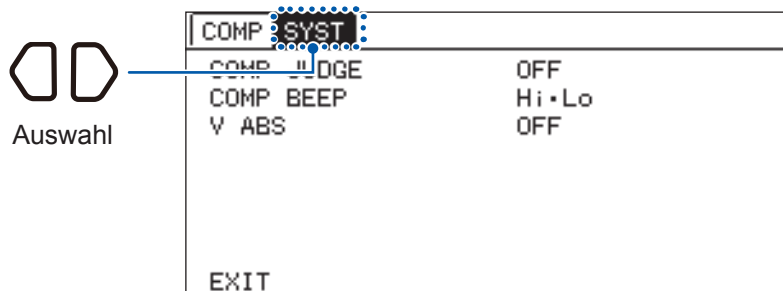 COMP SYST
COMP JUDGE OFF
COMP BEEP Hi•Lo
V ABS OFF
Auswahl
EXIT